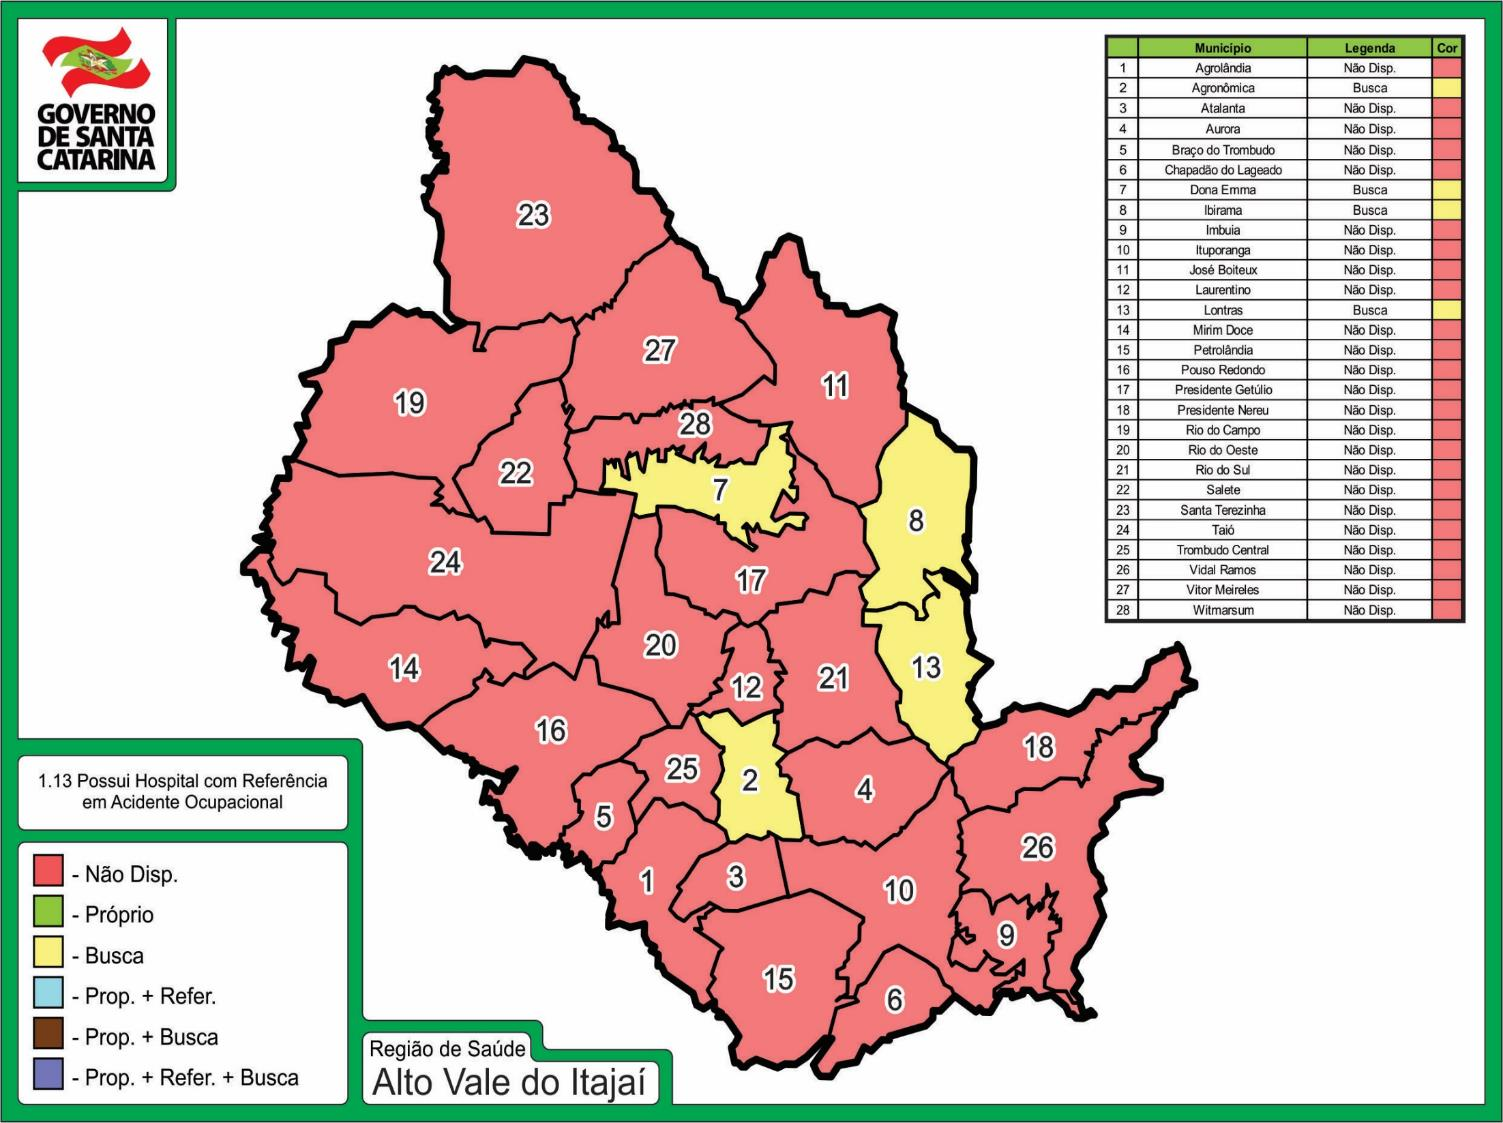 GOVERNO
DE SANTA
CATARINA
Município Legenda Cor
1 Agrolândia Não Disp.
2 Agronômica Busca
3 Atalanta Não Disp.
4 Aurora Não Disp.
5 Braço do Trombudo Não Disp.
6 Chapadão do Lageado Não Disp.
7 Dona Emma Busca
8 Ibirama Busca
9 Imbuia Não Disp.
10 Ituporanga Não Disp.
11 José Boiteux Não Disp.
12 Laurentino Não Disp.
13 Lontras Busca
14 Mirim Doce Não Disp.
15 Petrolândia Não Disp.
16 Pouso Redondo Não Disp.
17 Presidente Getúlio Não Disp.
18 Presidente Nereu Não Disp.
19 Rio do Campo Não Disp.
20 Rio do Oeste Não Disp.
21 Rio do Sul Não Disp.
22 Salete Não Disp.
23 Santa Terezinha Não Disp.
24 Taió Não Disp.
25 Trombudo Central Não Disp.
26 Vidal Ramos Não Disp.
27 Vitor Meireles Não Disp.
28 Witmarsum Não Disp.
23
27
11
19
28
22
7
8
24
17
20
14
12
21
13
16
18
25
2
4
5
26
1
3
10
9
15
6
1.13 Possui Hospital com Referência
em Acidente Ocupacional
- Não Disp.
- Próprio
- Busca
- Prop. + Refer.
- Prop. + Busca
- Prop. + Refer. + Busca
Região de Saúde
Alto Vale do Itajaí